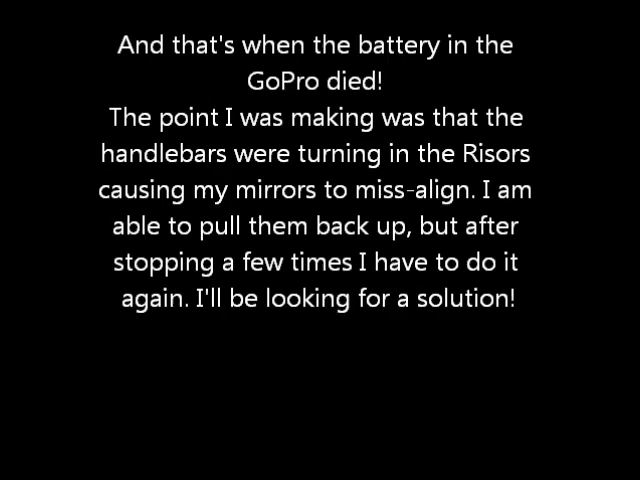 And that's when the battery in the
GoPro died!
The point I was making was that the
handlebars were turning in the Risors
causing my mirrors to miss-align. I am
able to pull them back up, but after
stopping a few times I have to do it
again. I'll be looking for a solution!